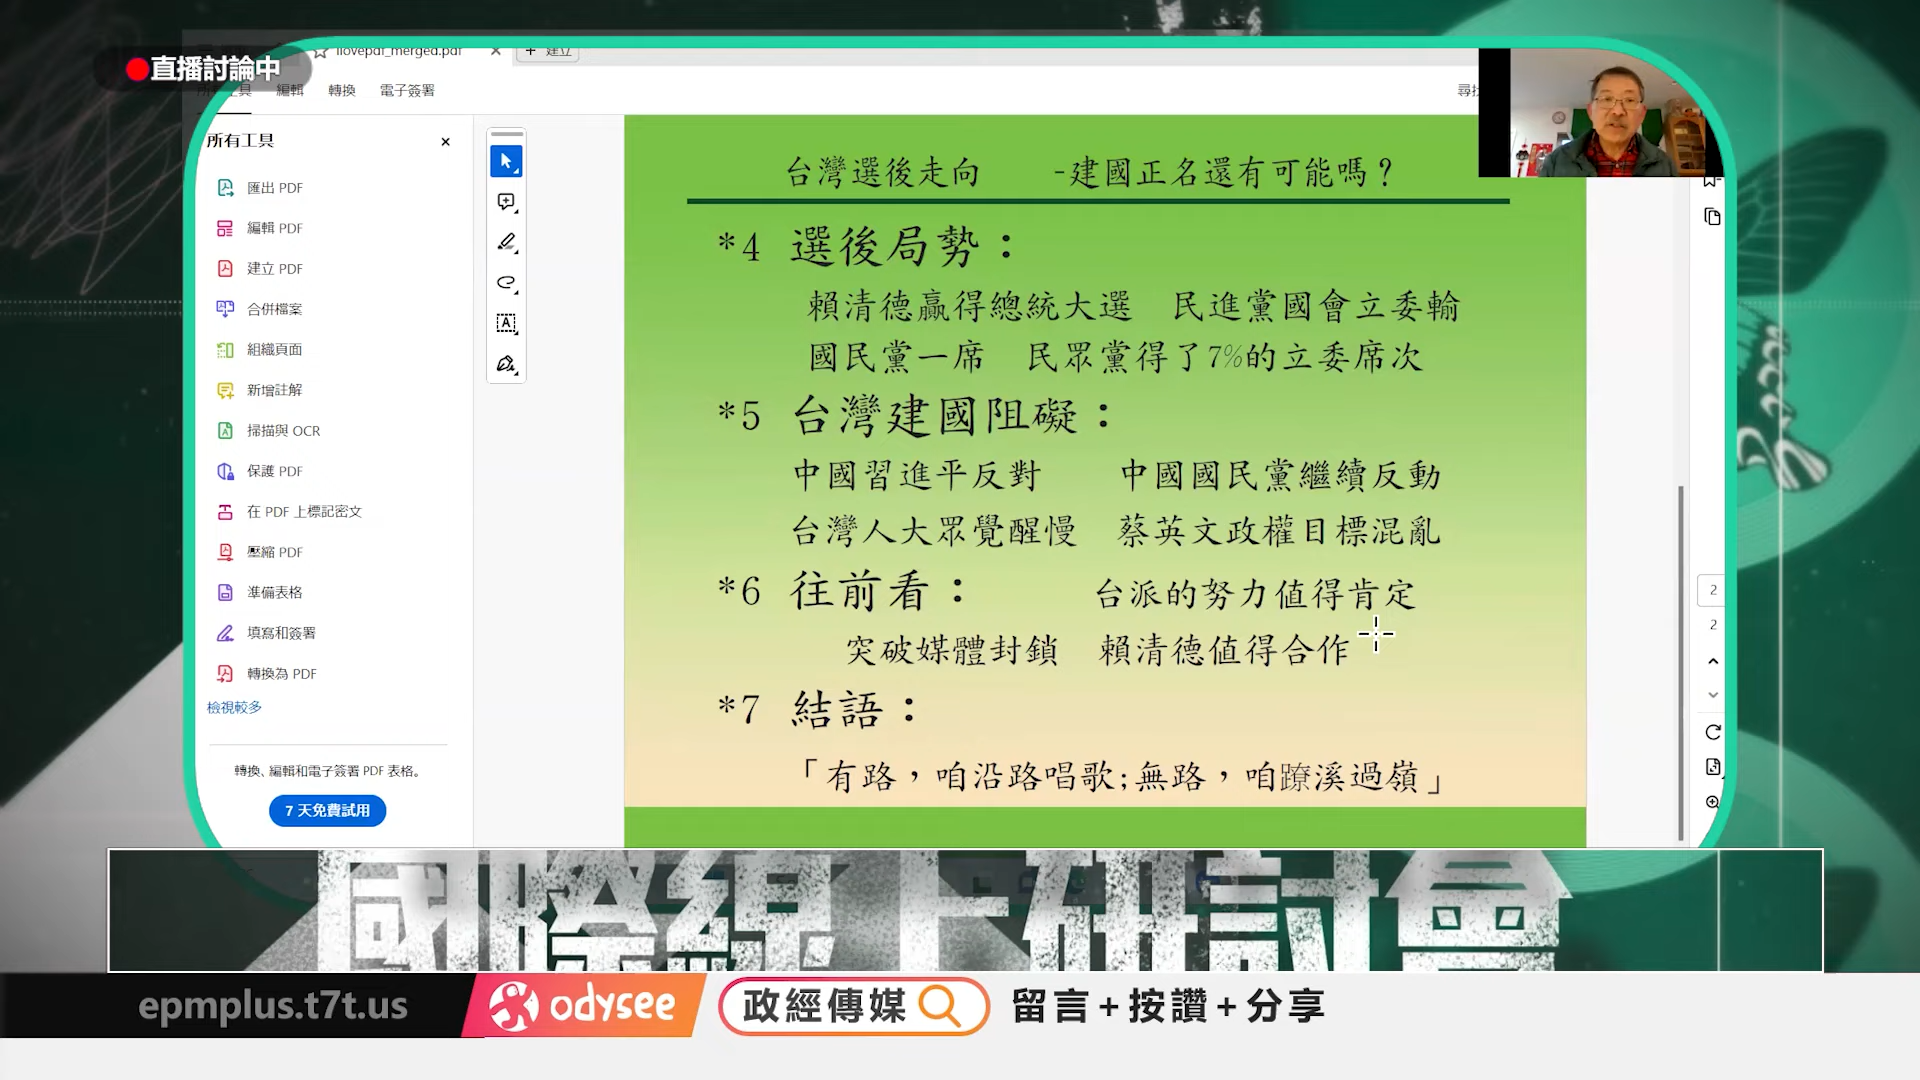 直播討論中
ilovepdf_merged.pdf
+ 建立
編輯
轉換
電子簽署
所有工具
匯出 PDF
編輯 PDF
建立 PDF
合併檔案
組織頁面
新增註解
掃描與 OCR
保護 PDF
在 PDF 上標記密文
壓縮 PDF
準備表格
填寫和簽署
轉換為 PDF
檢視較多
轉換、編輯和電子簽署 PDF 表格。
7 天免費試用
台灣選後走向 -建國正名還有可能嗎？
*4 選後局勢：
賴清德贏得總統大選 民進黨國會立委輸
國民黨一席 民眾黨得了7%的立委席次
*5 台灣建國阻礙：
中國習進平反對 中國國民黨繼續反動
台灣人大眾覺醒慢 蔡英文政權目標混亂
*6 往前看： 台派的努力值得肯定
突破媒體封鎖 賴清德值得合作
*7 結語：
「有路，咱沿路唱歌;無路，咱蹽溪過嶺」
2
2
國際線上研討會
epmplus.t7t.us
odysee
政經傳媒
留言+按讚+分享